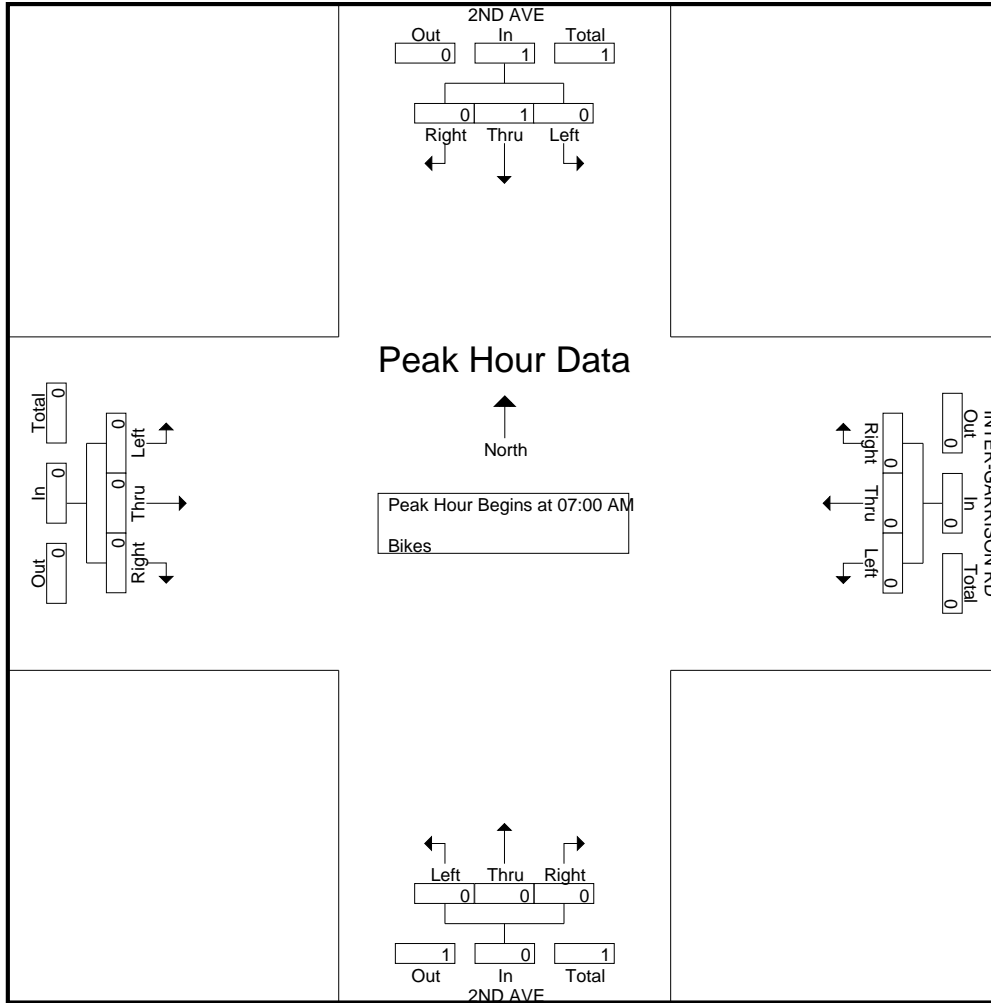 2ND AVE
Out In Total
0 1 1
0 1 0
Right Thru Left
Peak Hour Data
North
Peak Hour Begins at 07:00 AM
Bikes
Total
0
In
0
Out
0
Left
0
Thru
0
Right
0
INTER-GARRISON RD
Out
0
In
0
Total
0
Right
0
Thru
0
Left
0
Left Thru Right
0 0 0
1 0 1
Out In Total
2ND AVE